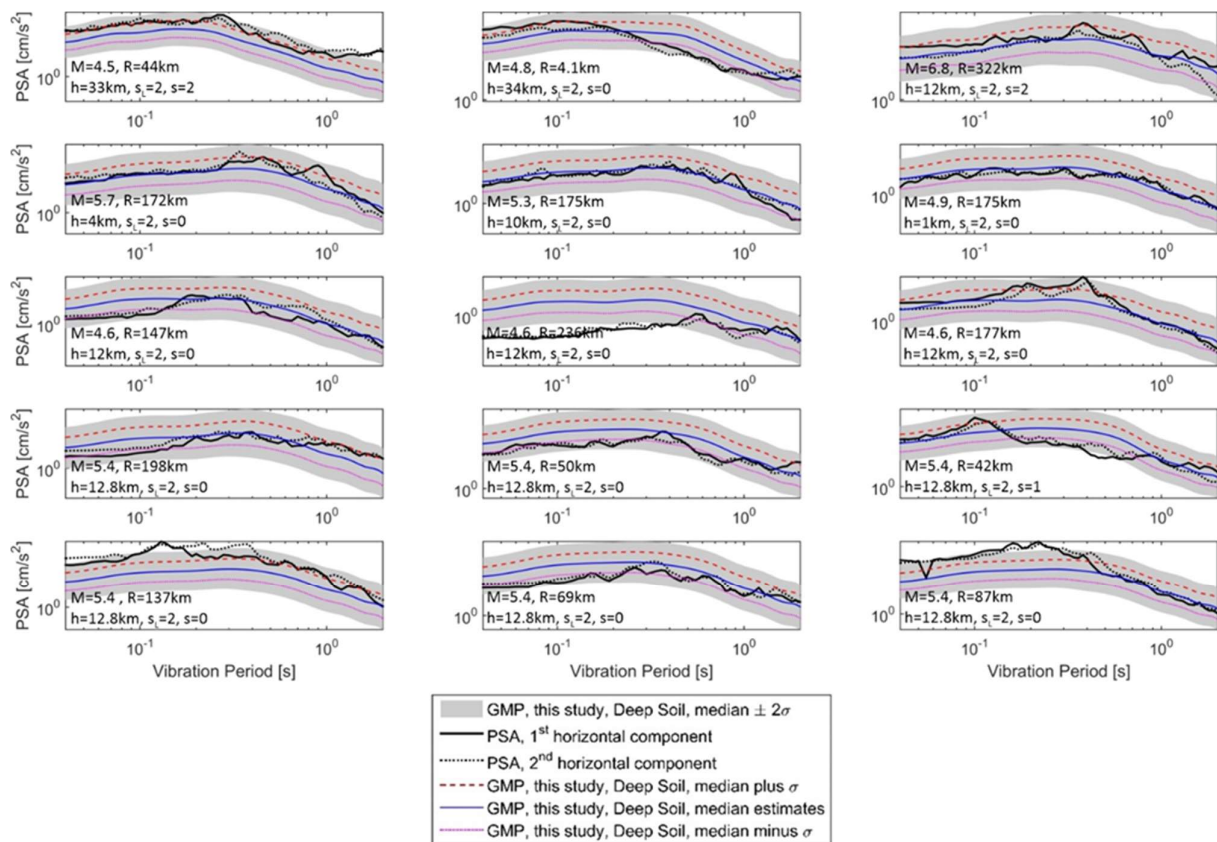 PSA [cm/s²]
10⁰
M=4.5, R=44km
h=33km, s_L=2, s=2
10⁻¹
10⁰
10⁰
M=4.8, R=4.1km
h=34km, s_L=2, s=0
10⁻¹
10⁰
10⁰
M=6.8, R=322km
h=12km, s_L=2, s=2
10⁻¹
10⁰
PSA [cm/s²]
10⁰
M=5.7, R=172km
h=4km, s_L=2, s=0
10⁻¹
10⁰
10⁰
M=5.3, R=175km
h=10km, s_L=2, s=0
10⁻¹
10⁰
10⁰
M=4.9, R=175km
h=1km, s_L=2, s=0
10⁻¹
10⁰
PSA [cm/s²]
10⁰
M=4.6, R=147km
h=12km, s_L=2, s=0
10⁻¹
10⁰
10⁰
M=4.6, R=236km
h=12km, s_L=2, s=0
10⁻¹
10⁰
10⁰
M=4.6, R=177km
h=12km, s_L=2, s=0
10⁻¹
10⁰
PSA [cm/s²]
10⁰
M=5.4, R=198km
h=12.8km, s_L=2, s=0
10⁻¹
10⁰
10⁰
M=5.4, R=50km
h=12.8km, s_L=2, s=0
10⁻¹
10⁰
10⁰
M=5.4, R=42km
h=12.8km, s_L=2, s=1
10⁻¹
10⁰
PSA [cm/s²]
10⁰
M=5.4 , R=137km
h=12.8km, s_L=2, s=0
10⁻¹
10⁰
Vibration Period [s]
10⁰
M=5.4, R=69km
h=12.8km, s_L=2, s=0
10⁻¹
10⁰
Vibration Period [s]
10⁰
M=5.4, R=87km
h=12.8km, s_L=2, s=0
10⁻¹
10⁰
Vibration Period [s]
GMP, this study, Deep Soil, median ± 2σ
PSA, 1ˢᵗ horizontal component
PSA, 2ⁿᵈ horizontal component
GMP, this study, Deep Soil, median plus σ
GMP, this study, Deep Soil, median estimates
GMP, this study, Deep Soil, median minus σ